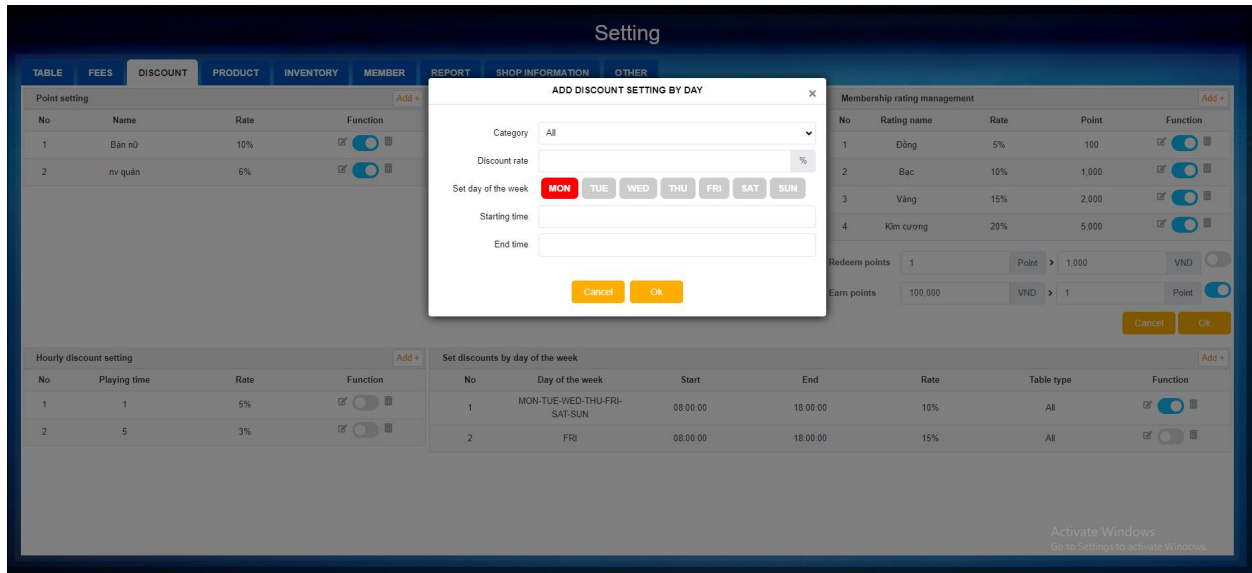 Setting
TABLE FEES DISCOUNT PRODUCT INVENTORY MEMBER REPORT SHOP INFORMATION OTHER
Point setting Add +
No Name Rate Function
1 Bán nữ 10%
2 nv quán 6%
ADD DISCOUNT SETTING BY DAY ×
Category All
Discount rate %
Set day of the week MON TUE WED THU FRI SAT SUN
Starting time
End time
Cancel Ok
Membership rating management Add +
No Rating name Rate Point Function
1 Đồng 5% 100
2 Bạc 10% 1,000
3 Vàng 15% 2,000
4 Kim cương 20% 5,000
Redeem points 1 Point > 1,000 VND
Earn points 100,000 VND > 1 Point
Cancel Ok
Hourly discount setting Add +
No Playing time Rate Function
1 1 5%
2 5 3%
Set discounts by day of the week Add +
No Day of the week Start End Rate Table type Function
1 MON-TUE-WED-THU-FRI-
SAT-SUN 08:00:00 18:00:00 10% All
2 FRI 08:00:00 18:00:00 15% All
Activate Windows
Go to Settings to activate Windows.